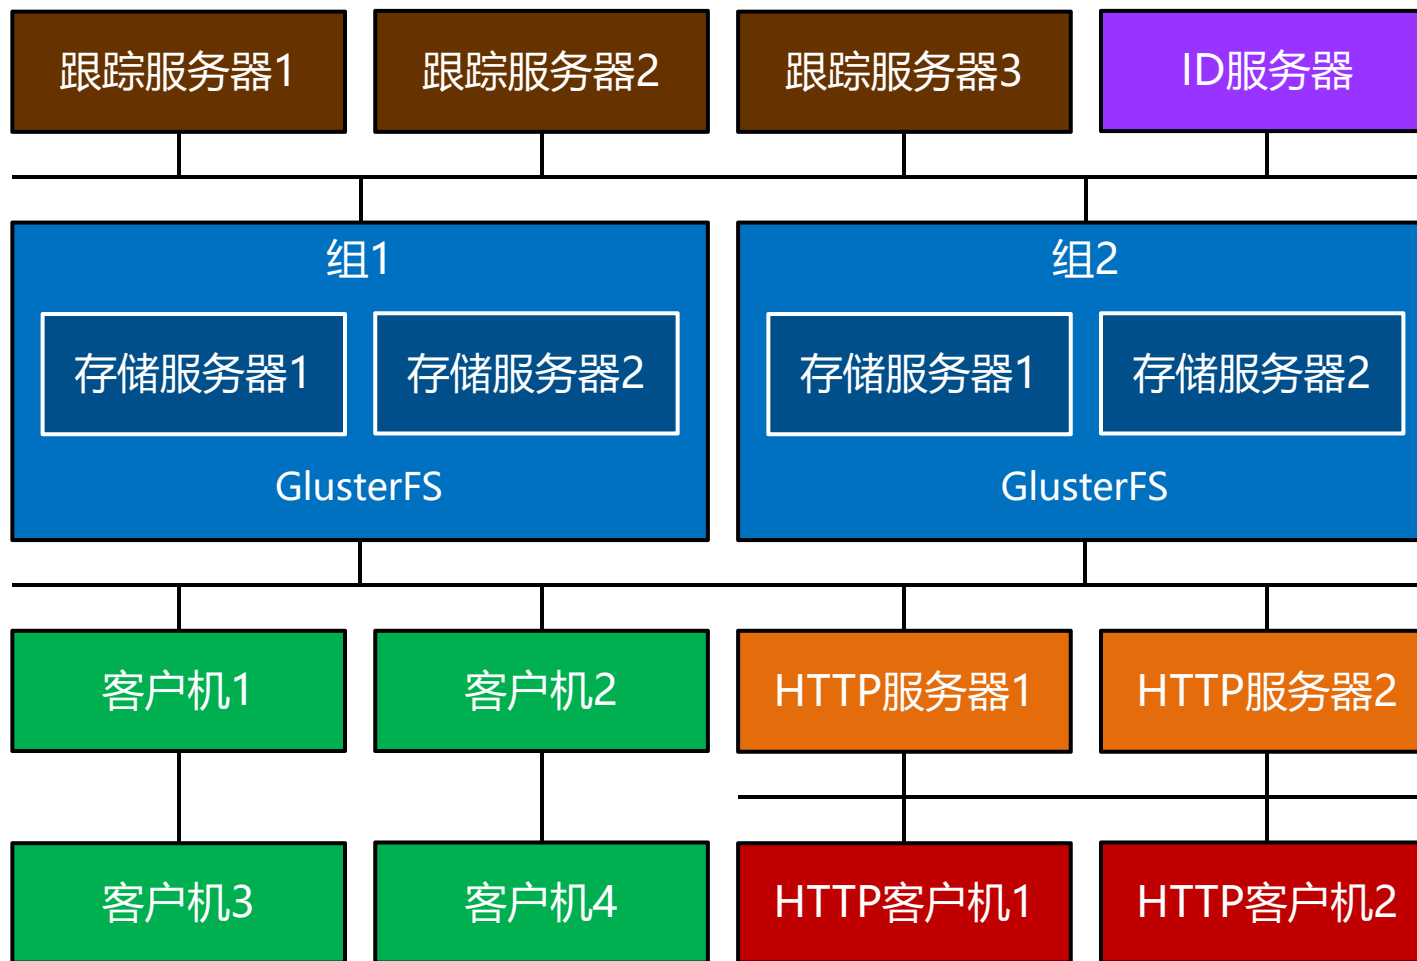 跟踪服务器1
跟踪服务器2
跟踪服务器3
ID服务器
组1
组2
存储服务器1
存储服务器2
存储服务器1
存储服务器2
GlusterFS
GlusterFS
客户机1
客户机2
HTTP服务器1
HTTP服务器2
客户机3
客户机4
HTTP客户机1
HTTP客户机2